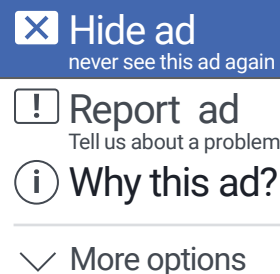 Hide ad
never see this ad again
Report ad
Tell us about a problem
Why this ad?
More options